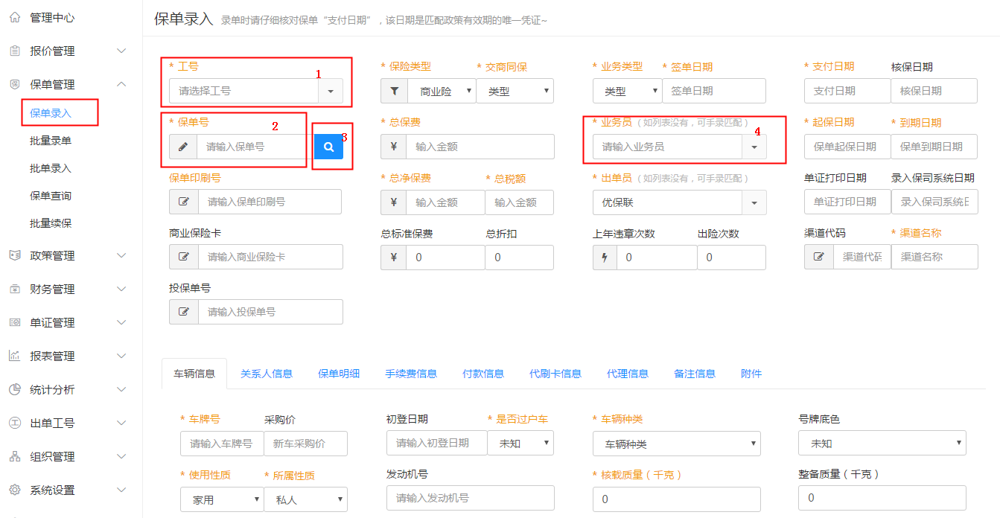 管理中心
报价管理
保单管理
保单录入
批量录单
批单录入
保单查询
批量续保
政策管理
财务管理
单证管理
报表管理
统计分析
出单工号
组织管理
系统设置
保单录入 录单时请仔细核对保单“支付日期”，该日期是匹配政策有效期的唯一凭证~
* 工号 1 * 保险类型 * 交商同保 * 业务类型 * 签单日期 * 支付日期 核保日期
请选择工号 商业险 类型 类型 签单日期 支付日期 核保日期
* 保单号 2 3 * 总保费 * 业务员（如列表没有，可手录匹配） 4 * 起保日期 * 到期日期
请输入保单号 ¥ 输入金额 请输入业务员 保单起保日期 保单到期日期
保单印刷号 * 总净保费 * 总税额 * 出单员（如列表没有，可手录匹配） 单证打印日期 录入保司系统日期
请输入保单印刷号 ¥ 输入金额 输入金额 优保联 单证打印日期 录入保司系统日
商业保险卡 总标准保费 总折扣 上年违章次数 出险次数 渠道代码 * 渠道名称
请输入商业保险卡 ¥ 0 0 0 0 渠道代码 渠道名称
投保单号
请输入投保单号
车辆信息 关系人信息 保单明细 手续费信息 付款信息 代刷卡信息 代理信息 备注信息 附件
* 车牌号 采购价 初登日期 * 是否过户车 * 车辆种类 号牌底色
请输入车牌号 新车采购价 请输入初登日期 未知 车辆种类 未知
* 使用性质 * 所属性质 发动机号 * 核载质量（千克） 整备质量（千克）
家用 私人 请输入发动机号 0 0